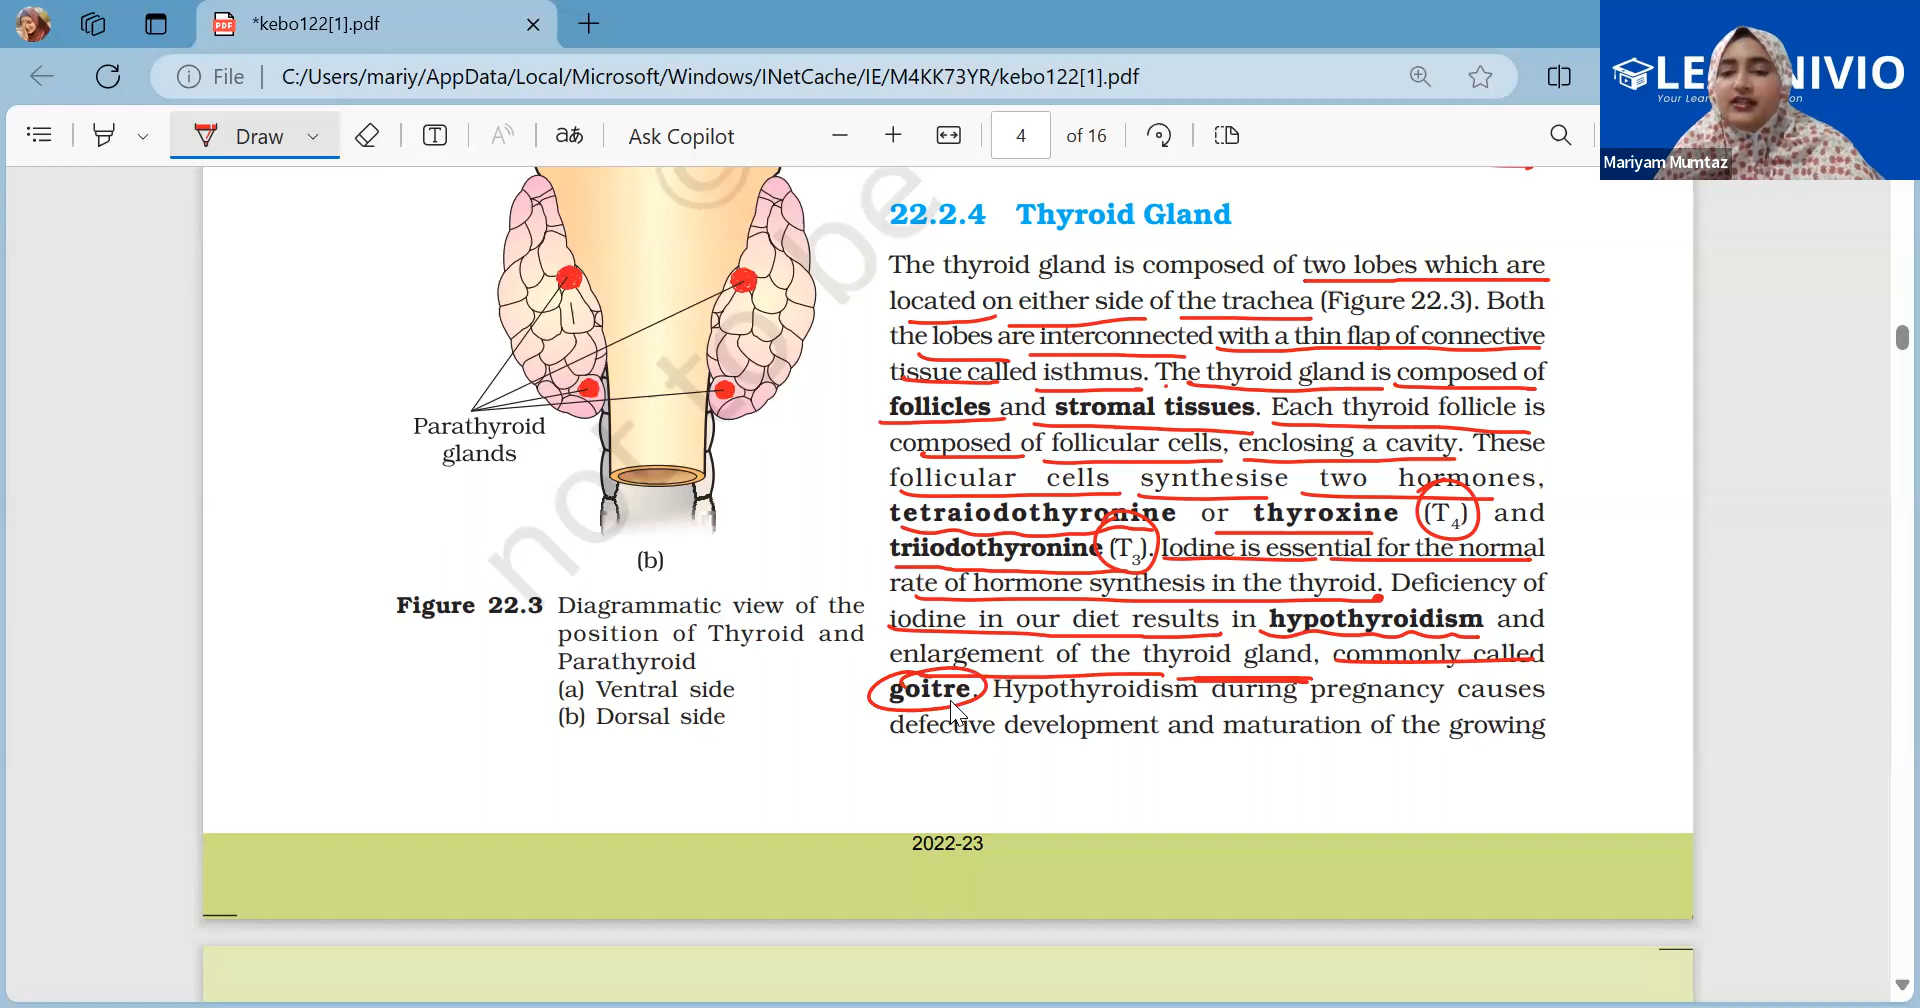 *kebo122[1].pdf
File
C:/Users/mariy/AppData/Local/Microsoft/Windows/INetCache/IE/M4KK73YR/kebo122[1].pdf
Draw
Ask Copilot
4
of 16
Your Lear
on
Mariyam Mumtaz
not to be
©
Parathyroid
glands
(b)
Figure 22.3 Diagrammatic view of the
position of Thyroid and
Parathyroid
(a) Ventral side
(b) Dorsal side
22.2.4 Thyroid Gland
The thyroid gland is composed of two lobes which are
located on either side of the trachea (Figure 22.3). Both
the lobes are interconnected with a thin flap of connective
tissue called isthmus. The thyroid gland is composed of
follicles and stromal tissues. Each thyroid follicle is
composed of follicular cells, enclosing a cavity. These
follicular cells synthesise two hormones,
tetraiodothyronine or thyroxine (T4) and
triiodothyronine (T3). Iodine is essential for the normal
rate of hormone synthesis in the thyroid. Deficiency of
iodine in our diet results in hypothyroidism and
enlargement of the thyroid gland, commonly called
goitre. Hypothyroidism during pregnancy causes
defective development and maturation of the growing
2022-23